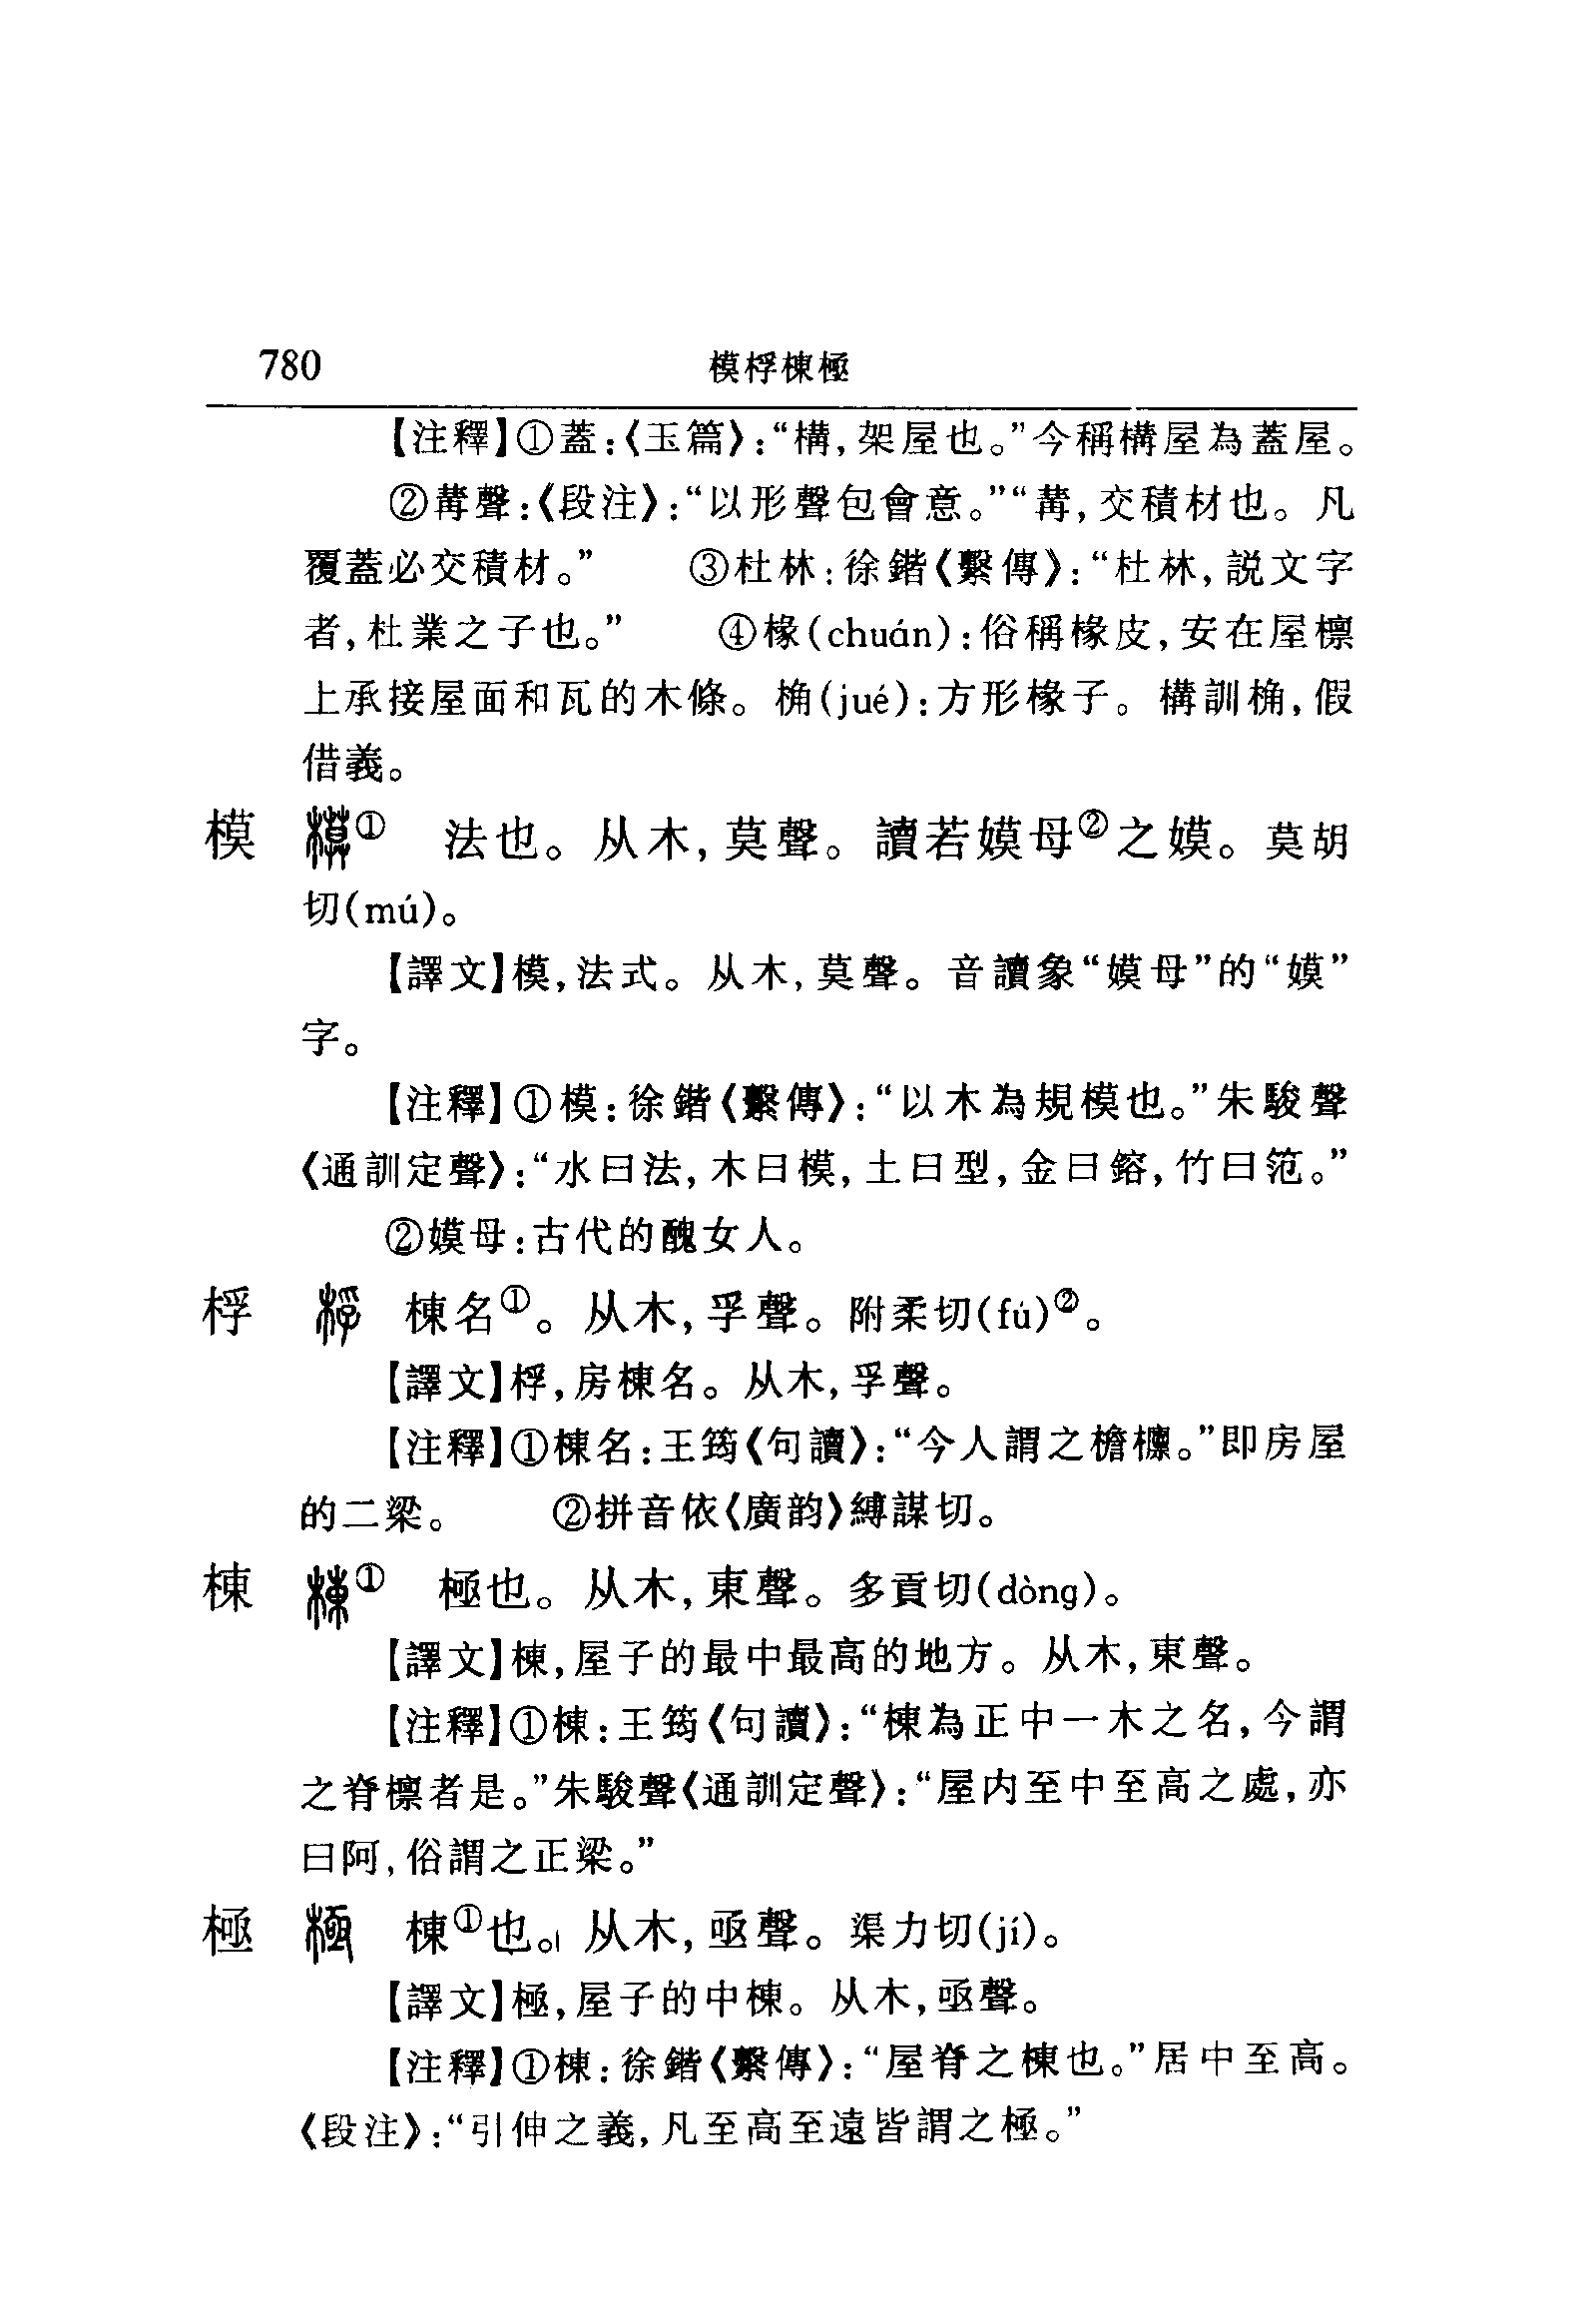 780 模桴棟極
【注釋】①蓋:《玉篇》:“構,架屋也。”今稱構屋為蓋屋。
②冓聲:《段注》:“以形聲包會意。”“冓,交積材也。凡
覆蓋必交積材。” ③杜林:徐鍇《繫傳》:“杜林,説文字
者,杜業之子也。” ④椽(chuán):俗稱椽皮,安在屋檩
上承接屋面和瓦的木條。桷(jué):方形椽子。構訓桷,假
借義。
模 模① 法也。从木,莫聲。讀若嫫母②之嫫。莫胡
切(mú)。
【譯文】模,法式。从木,莫聲。音讀象“嫫母”的“嫫”
字。
【注釋】①模:徐鍇《繫傳》:“以木為規模也。”朱駿聲
《通訓定聲》:“水曰法,木曰模,土曰型,金曰鎔,竹曰笵。”
②嫫母:古代的醜女人。
桴 桴 棟名①。从木,孚聲。附柔切(fú)②。
【譯文】桴,房棟名。从木,孚聲。
【注釋】①棟名:王筠《句讀》:“今人謂之檐檩。”即房屋
的二梁。 ②拼音依《廣韵》縛謀切。
棟 棟① 極也。从木,東聲。多貢切(dòng)。
【譯文】棟,屋子的最中最高的地方。从木,東聲。
【注釋】①棟:王筠《句讀》:“棟為正中一木之名,今謂
之脊檩者是。”朱駿聲《通訓定聲》:“屋内至中至高之處,亦
曰阿,俗謂之正梁。”
極 極 棟①也。从木,亟聲。渠力切(jí)。
【譯文】極,屋子的中棟。从木,亟聲。
【注釋】①棟:徐鍇《繫傳》:“屋脊之棟也。”居中至高。
《段注》:“引伸之義,凡至高至遠皆謂之極。”